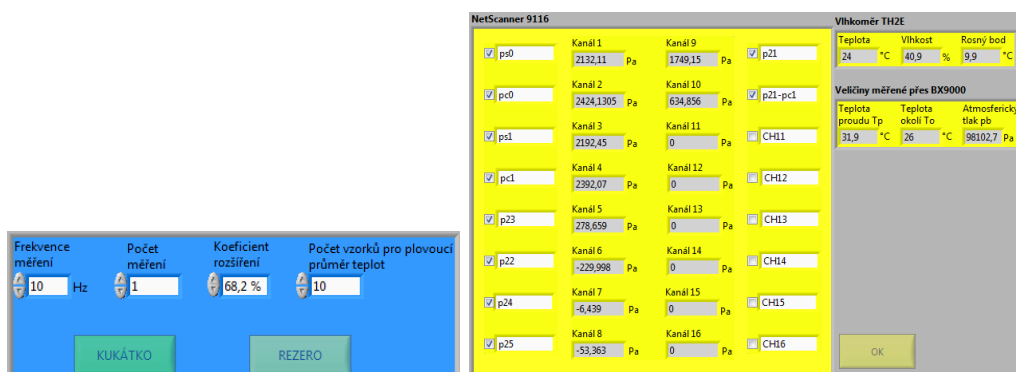 Frekvence měření
Počet měření
Koeficient rozšíření
Počet vzorků pro plovoucí průměr teplot
10 Hz
1
68,2 %
10
KUKÁTKO
REZERO
NetScanner 9116
ps0
Kanál 1
2132,11 Pa
Kanál 9
1749,15 Pa
p21
pc0
Kanál 2
2424,1305 Pa
Kanál 10
634,856 Pa
p21-pc1
ps1
Kanál 3
2192,45 Pa
Kanál 11
0 Pa
CH11
pc1
Kanál 4
2392,07 Pa
Kanál 12
0 Pa
CH12
p23
Kanál 5
278,659 Pa
Kanál 13
0 Pa
CH13
p22
Kanál 6
-229,998 Pa
Kanál 14
0 Pa
CH14
p24
Kanál 7
-6,439 Pa
Kanál 15
0 Pa
CH15
p25
Kanál 8
-53,363 Pa
Kanál 16
0 Pa
CH16
Vlhkoměr TH2E
Teplota
Vlhkost
Rosný bod
24 °C
40,9 %
9,9 °C
Veličiny měřené přes BX9000
Teplota proudu Tp
Teplota okolí To
Atmosferický tlak pb
31,9 °C
26 °C
98102,7 Pa
OK